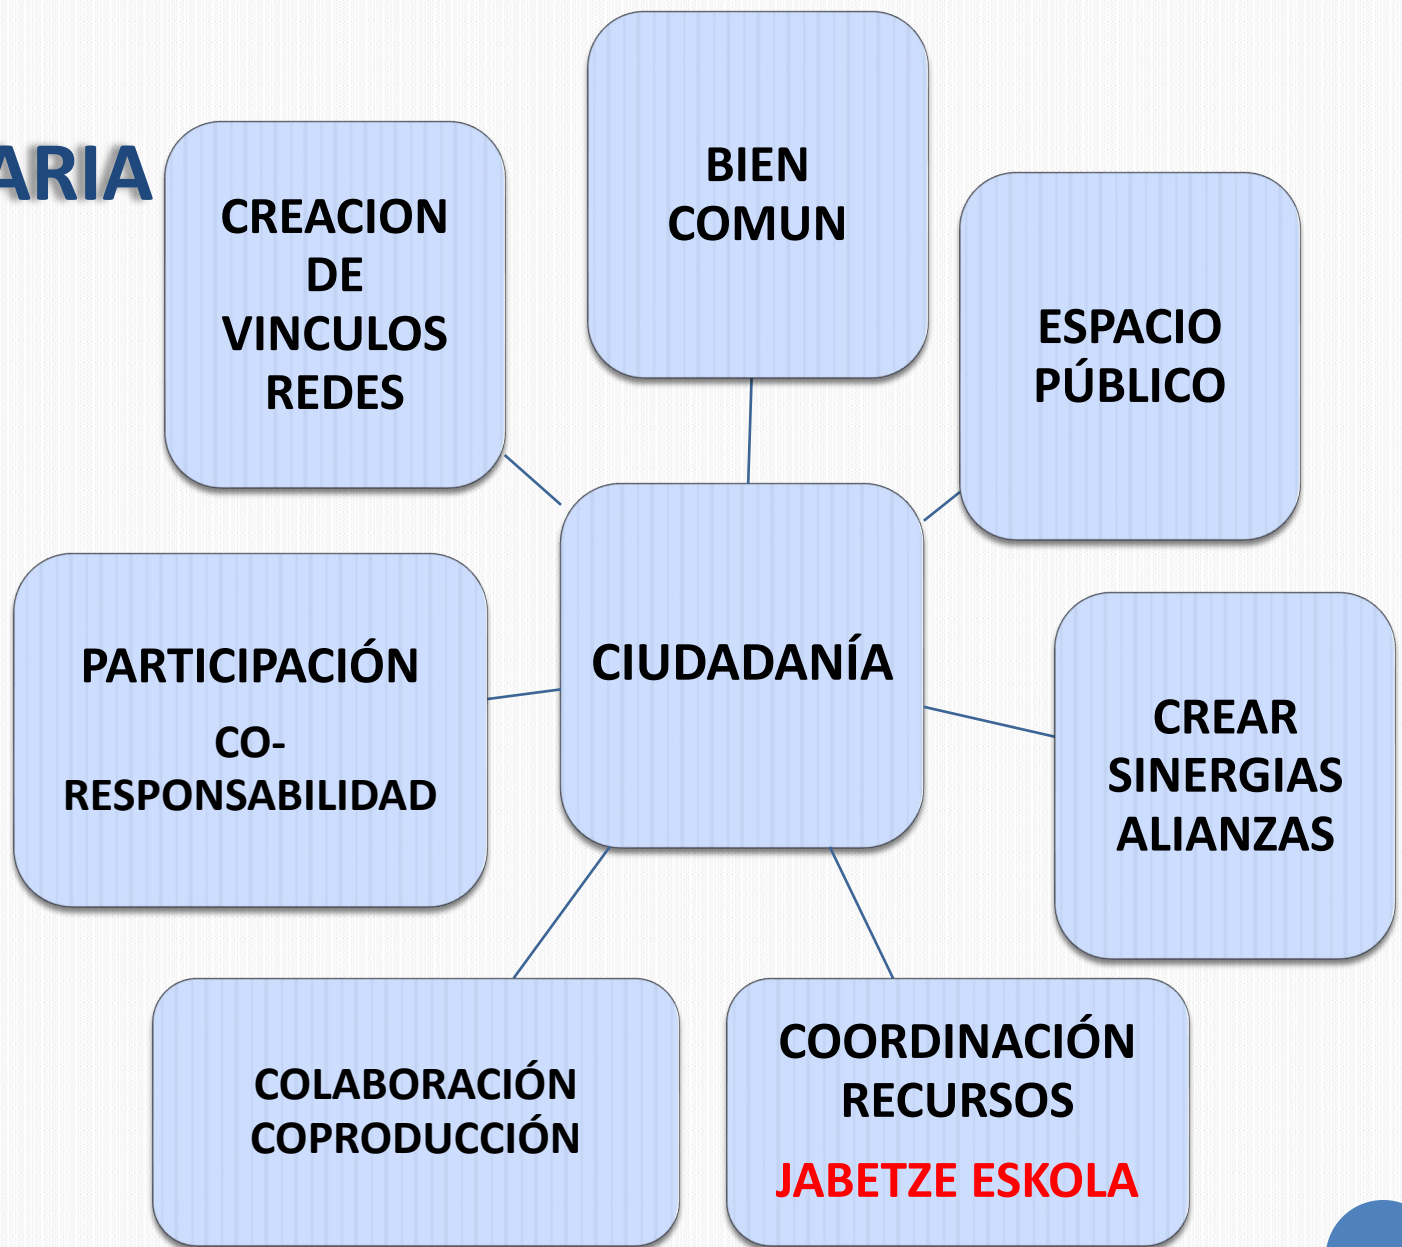 ARIA
BIEN
COMUN
CREACION
DE
VINCULOS
REDES
ESPACIO
PÚBLICO
CIUDADANÍA
PARTICIPACIÓN
CO-
RESPONSABILIDAD
CREAR
SINERGIAS
ALIANZAS
COLABORACIÓN
COPRODUCCIÓN
COORDINACIÓN
RECURSOS
JABETZE ESKOLA